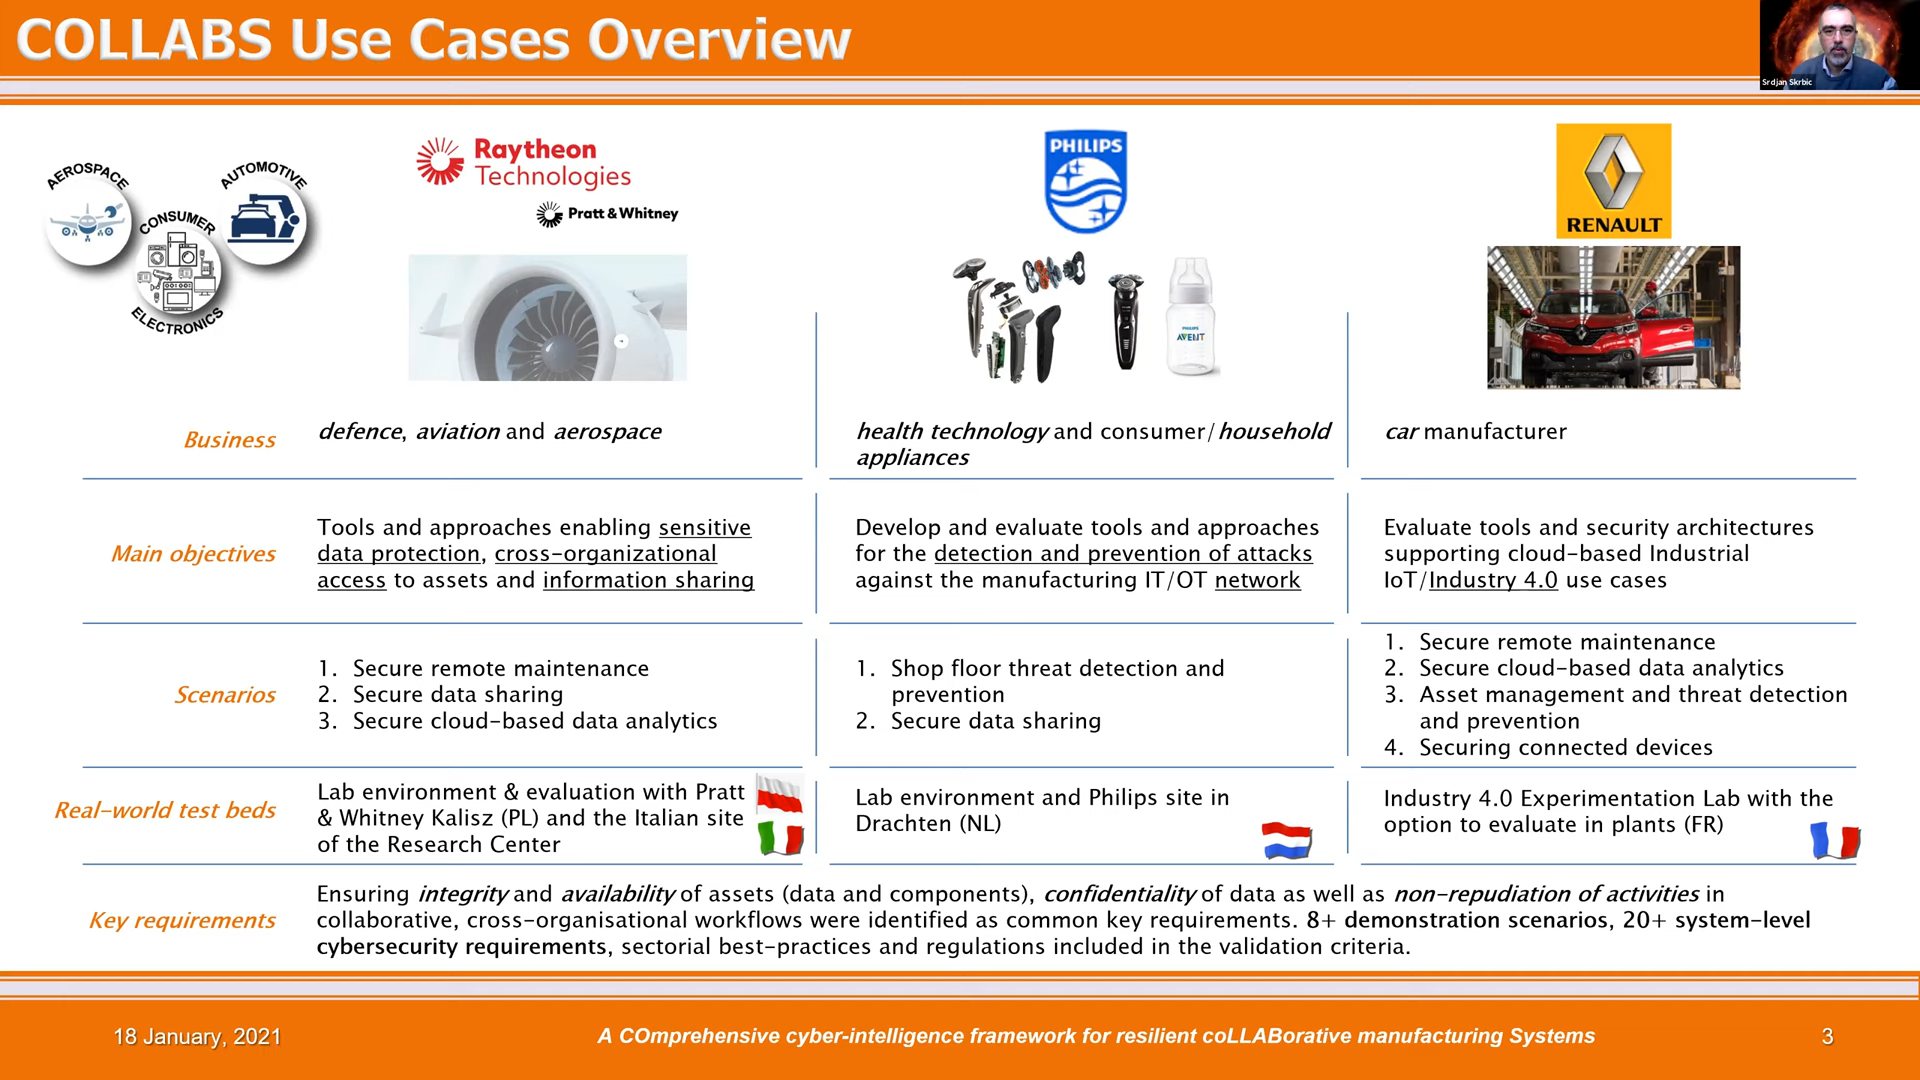 COLLABS Use Cases Overview
Srdjan Skrbic
AEROSPACE
AUTOMOTIVE
CONSUMER
ELECTRONICS
Raytheon
Technologies
Pratt & Whitney
PHILIPS
PHILIPS
AVENT
RENAULT
Business
defence, aviation and aerospace
health technology and consumer/household
appliances
car manufacturer
Main objectives
Tools and approaches enabling sensitive
data protection, cross-organizational
access to assets and information sharing
Develop and evaluate tools and approaches
for the detection and prevention of attacks
against the manufacturing IT/OT network
Evaluate tools and security architectures
supporting cloud-based Industrial
IoT/Industry 4.0 use cases
Scenarios
1. Secure remote maintenance
2. Secure data sharing
3. Secure cloud-based data analytics
1. Shop floor threat detection and
prevention
2. Secure data sharing
1. Secure remote maintenance
2. Secure cloud-based data analytics
3. Asset management and threat detection
and prevention
4. Securing connected devices
Real-world test beds
Lab environment & evaluation with Pratt
& Whitney Kalisz (PL) and the Italian site
of the Research Center
Lab environment and Philips site in
Drachten (NL)
Industry 4.0 Experimentation Lab with the
option to evaluate in plants (FR)
Key requirements
Ensuring integrity and availability of assets (data and components), confidentiality of data as well as non-repudiation of activities in
collaborative, cross-organisational workflows were identified as common key requirements. 8+ demonstration scenarios, 20+ system-level
cybersecurity requirements, sectorial best-practices and regulations included in the validation criteria.
18 January, 2021
A COmprehensive cyber-intelligence framework for resilient coLLABorative manufacturing Systems
3